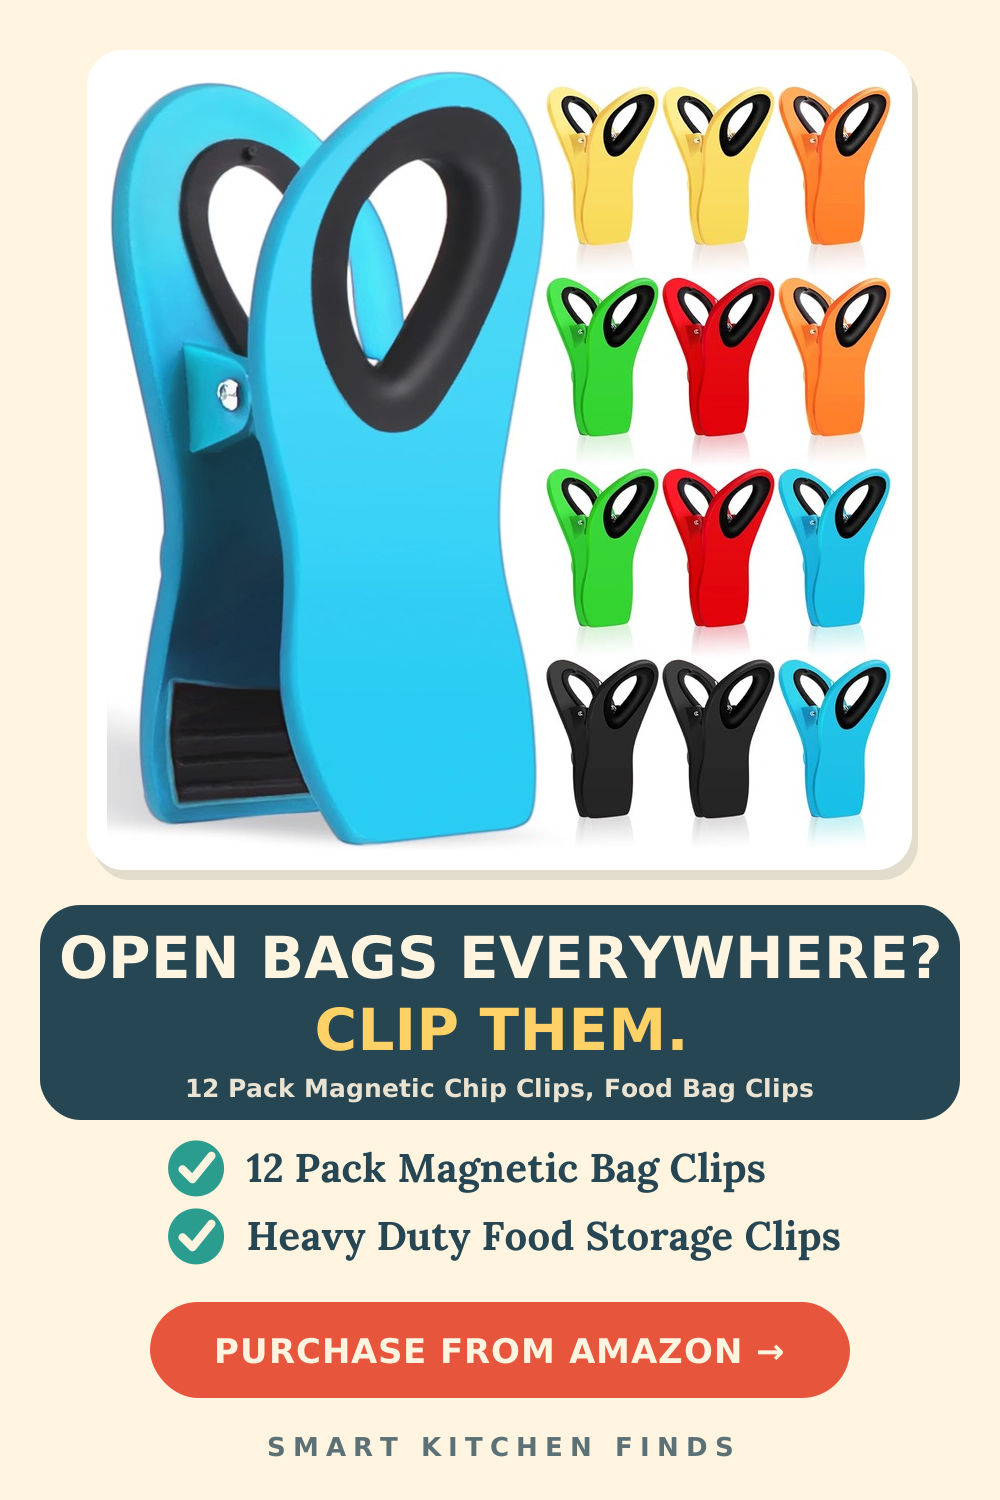 OPEN BAGS EVERYWHERE?
CLIP THEM.
12 Pack Magnetic Chip Clips, Food Bag Clips
12 Pack Magnetic Bag Clips
Heavy Duty Food Storage Clips
PURCHASE FROM AMAZON →
SMART KITCHEN FINDS